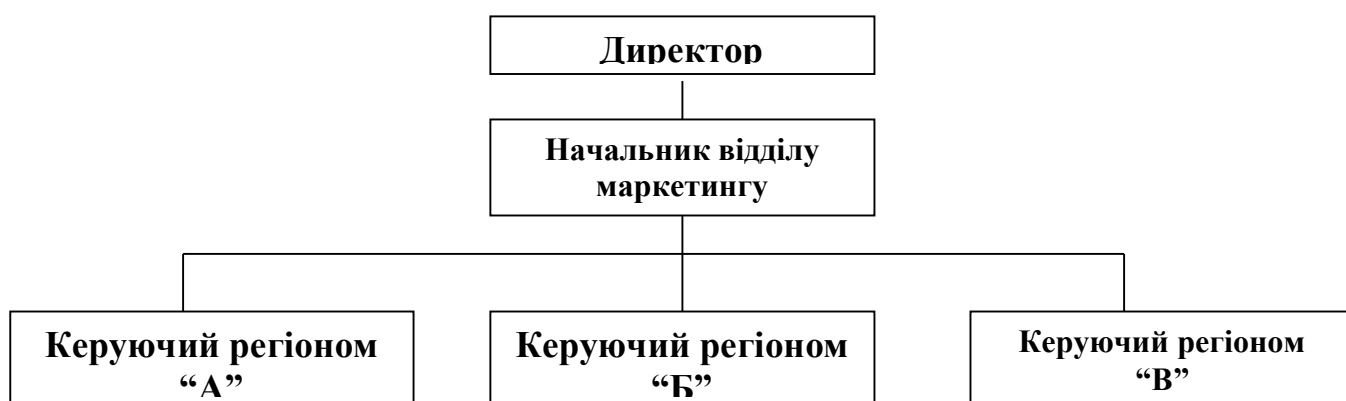 Директор
Начальник відділу
маркетингу
Керуючий регіоном
“А”
Керуючий регіоном
“Б”
Керуючий регіоном
“В”